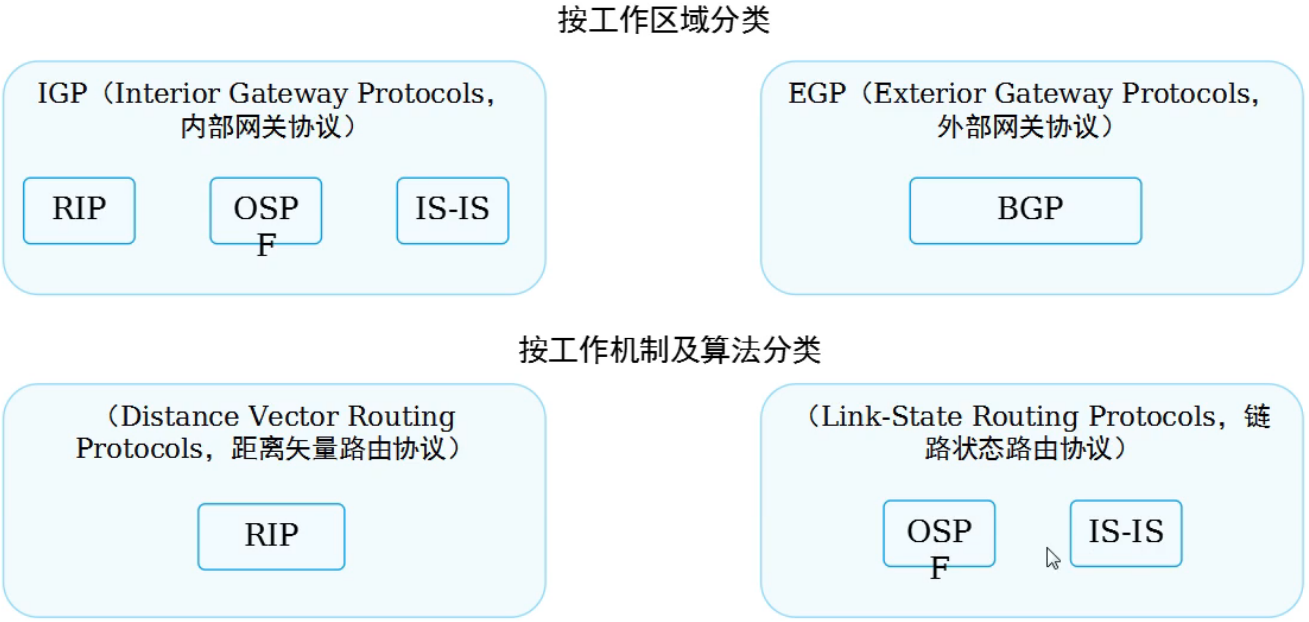 按工作区域分类
IGP（Interior Gateway Protocols，
内部网关协议）
RIP
OSP
F
IS-IS
EGP（Exterior Gateway Protocols，
外部网关协议）
BGP
按工作机制及算法分类
（Distance Vector Routing
Protocols，距离矢量路由协议）
RIP
（Link-State Routing Protocols，链
路状态路由协议）
OSP
F
IS-IS